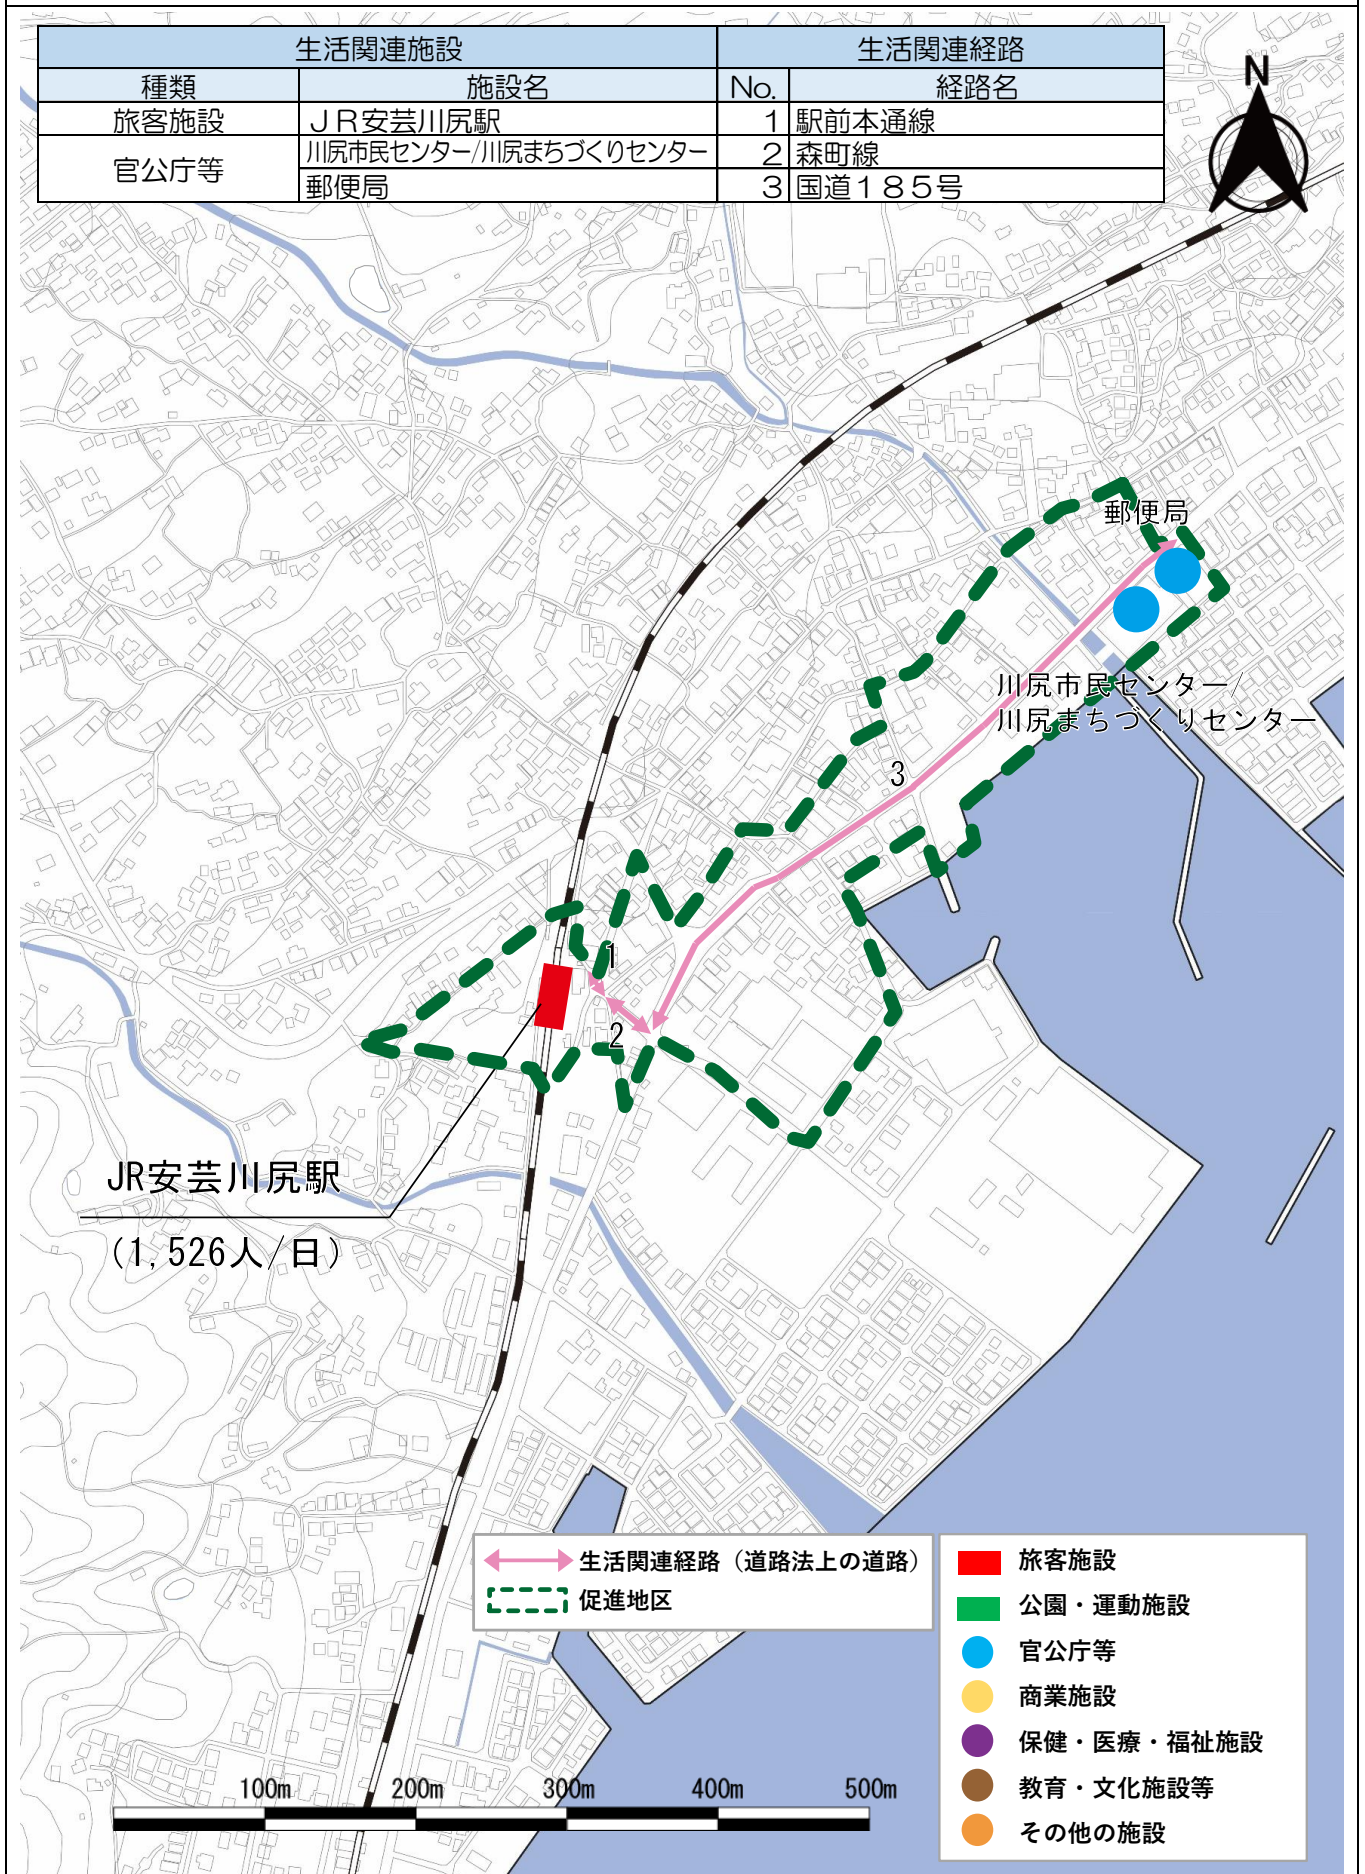 生活関連施設 生活関連経路
種類 施設名 No. 経路名
旅客施設 JR安芸川尻駅 1 駅前本通線
官公庁等 川尻市民センター/川尻まちづくりセンター 2 森町線
郵便局 3 国道185号
N
郵便局
川尻市民センター/
川尻まちづくりセンター
3
1
2
JR安芸川尻駅
(1,526人/日)
生活関連経路（道路法上の道路）
促進地区
旅客施設
公園・運動施設
官公庁等
商業施設
保健・医療・福祉施設
教育・文化施設等
その他の施設
100m 200m 300m 400m 500m